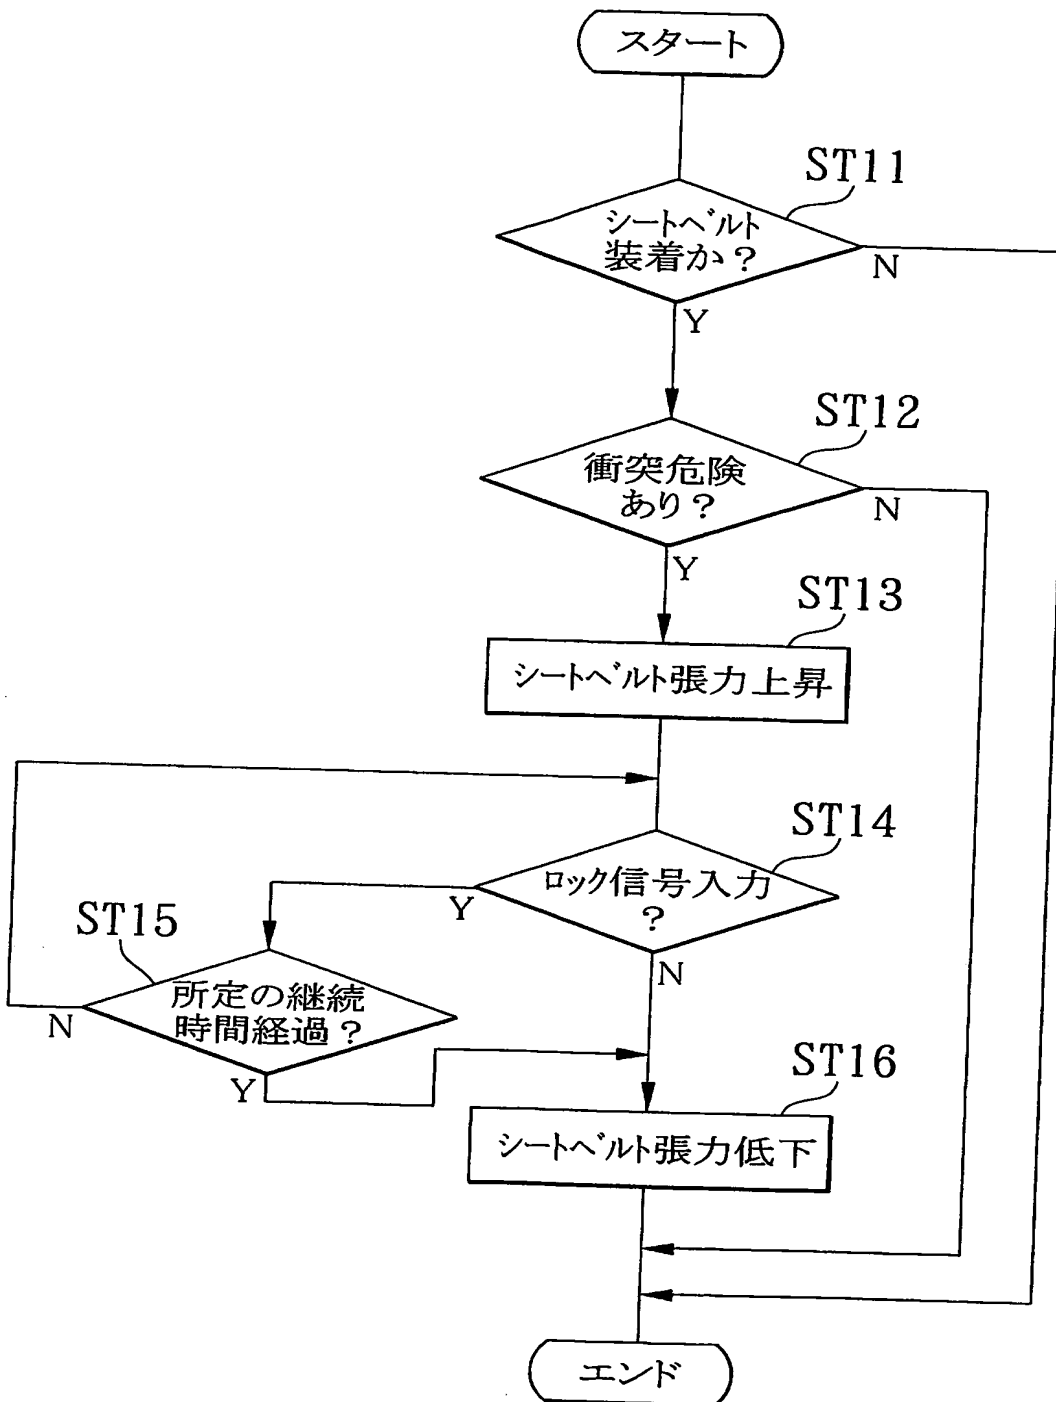 スタート
ST11
シートベルト
装着か?
N
Y
ST12
衝突危険
あり?
N
Y
ST13
シートベルト張力上昇
ST14
ロック信号入力
?
Y
N
ST15
所定の継続
時間経過?
N
Y
ST16
シートベルト張力低下
エンド